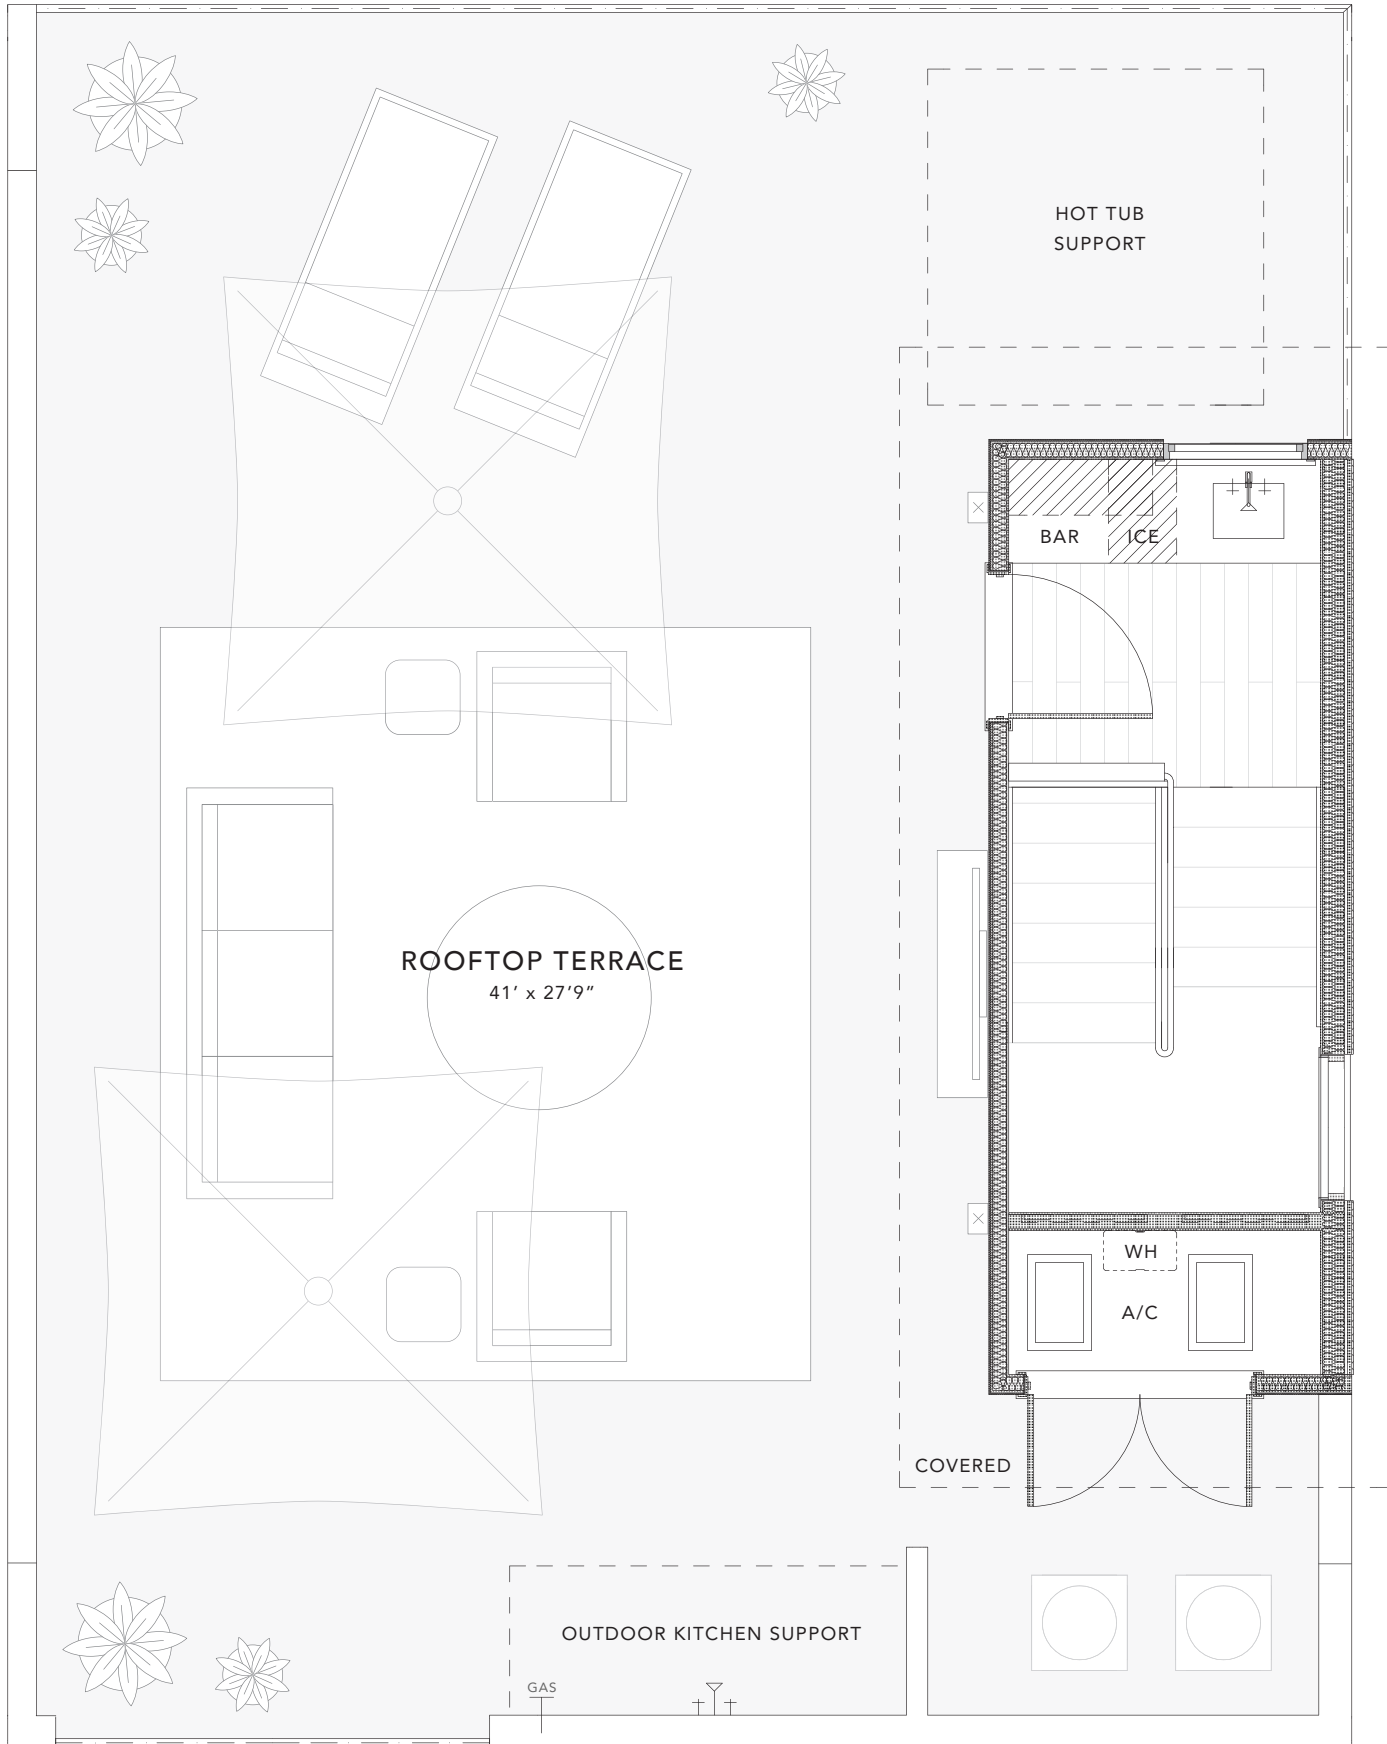 HOT TUB
SUPPORT
BAR
ICE
ROOFTOP TERRACE
41' x 27'9"
WH
A/C
COVERED
OUTDOOR KITCHEN SUPPORT
GAS